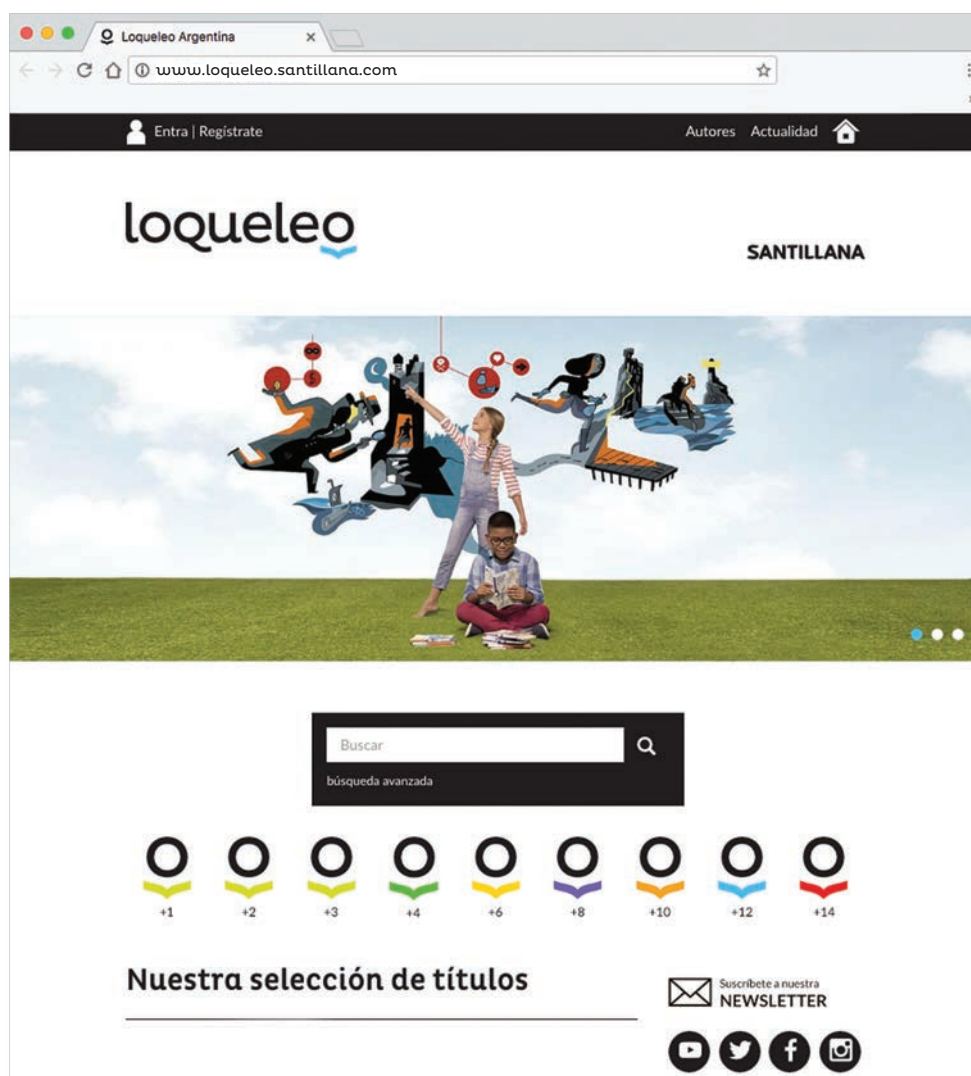 Loqueleo Argentina
www.loqueleo.santillana.com
Entra | Regístrate
Autores Actualidad
loqueleo
SANTILLANA
Buscar
búsqueda avanzada
+1 +2 +3 +4 +6 +8 +10 +12 +14
Nuestra selección de títulos
Suscríbete a nuestra
NEWSLETTER